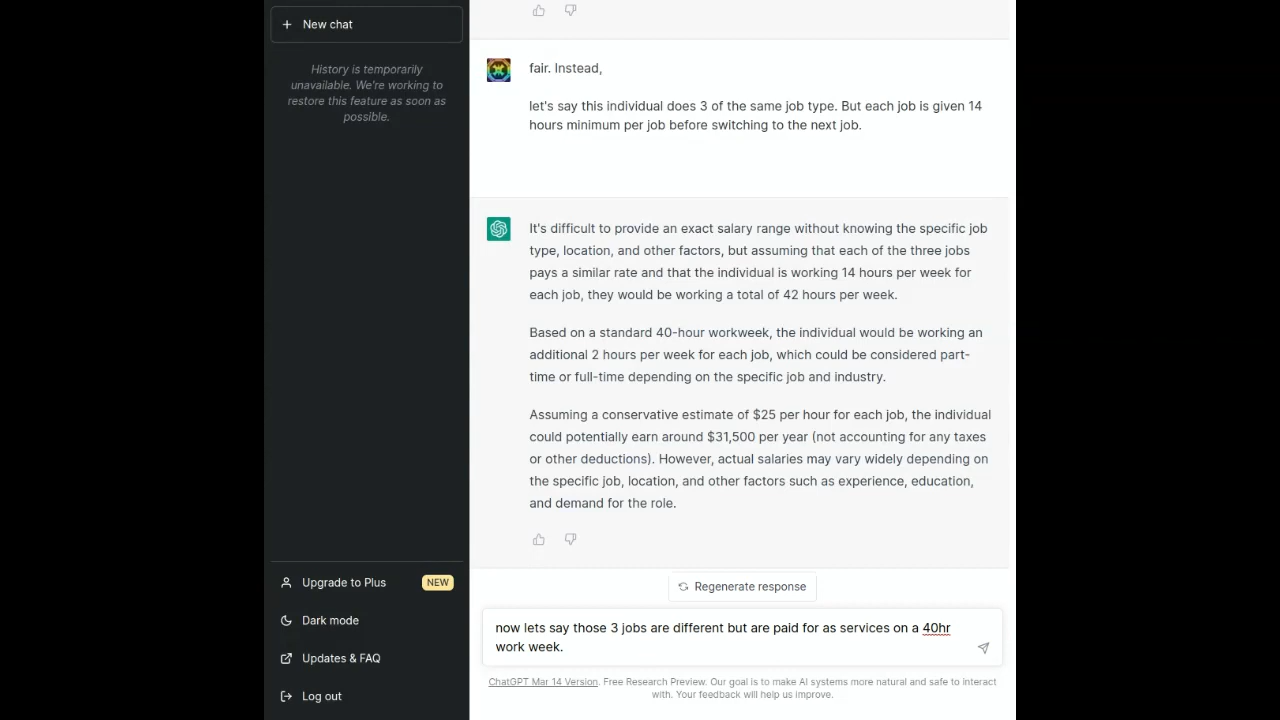 New chat
History is temporarily
unavailable. We're working to
restore this feature as soon as
possible.
Upgrade to Plus NEW
Dark mode
Updates & FAQ
Log out
fair. Instead,
let's say this individual does 3 of the same job type. But each job is given 14
hours minimum per job before switching to the next job.
It's difficult to provide an exact salary range without knowing the specific job
type, location, and other factors, but assuming that each of the three jobs
pays a similar rate and that the individual is working 14 hours per week for
each job, they would be working a total of 42 hours per week.
Based on a standard 40-hour workweek, the individual would be working an
additional 2 hours per week for each job, which could be considered part-
time or full-time depending on the specific job and industry.
Assuming a conservative estimate of $25 per hour for each job, the individual
could potentially earn around $31,500 per year (not accounting for any taxes
or other deductions). However, actual salaries may vary widely depending on
the specific job, location, and other factors such as experience, education,
and demand for the role.
Regenerate response
now lets say those 3 jobs are different but are paid for as services on a 40hr
work week.
ChatGPT Mar 14 Version. Free Research Preview. Our goal is to make AI systems more natural and safe to interact
with. Your feedback will help us improve.